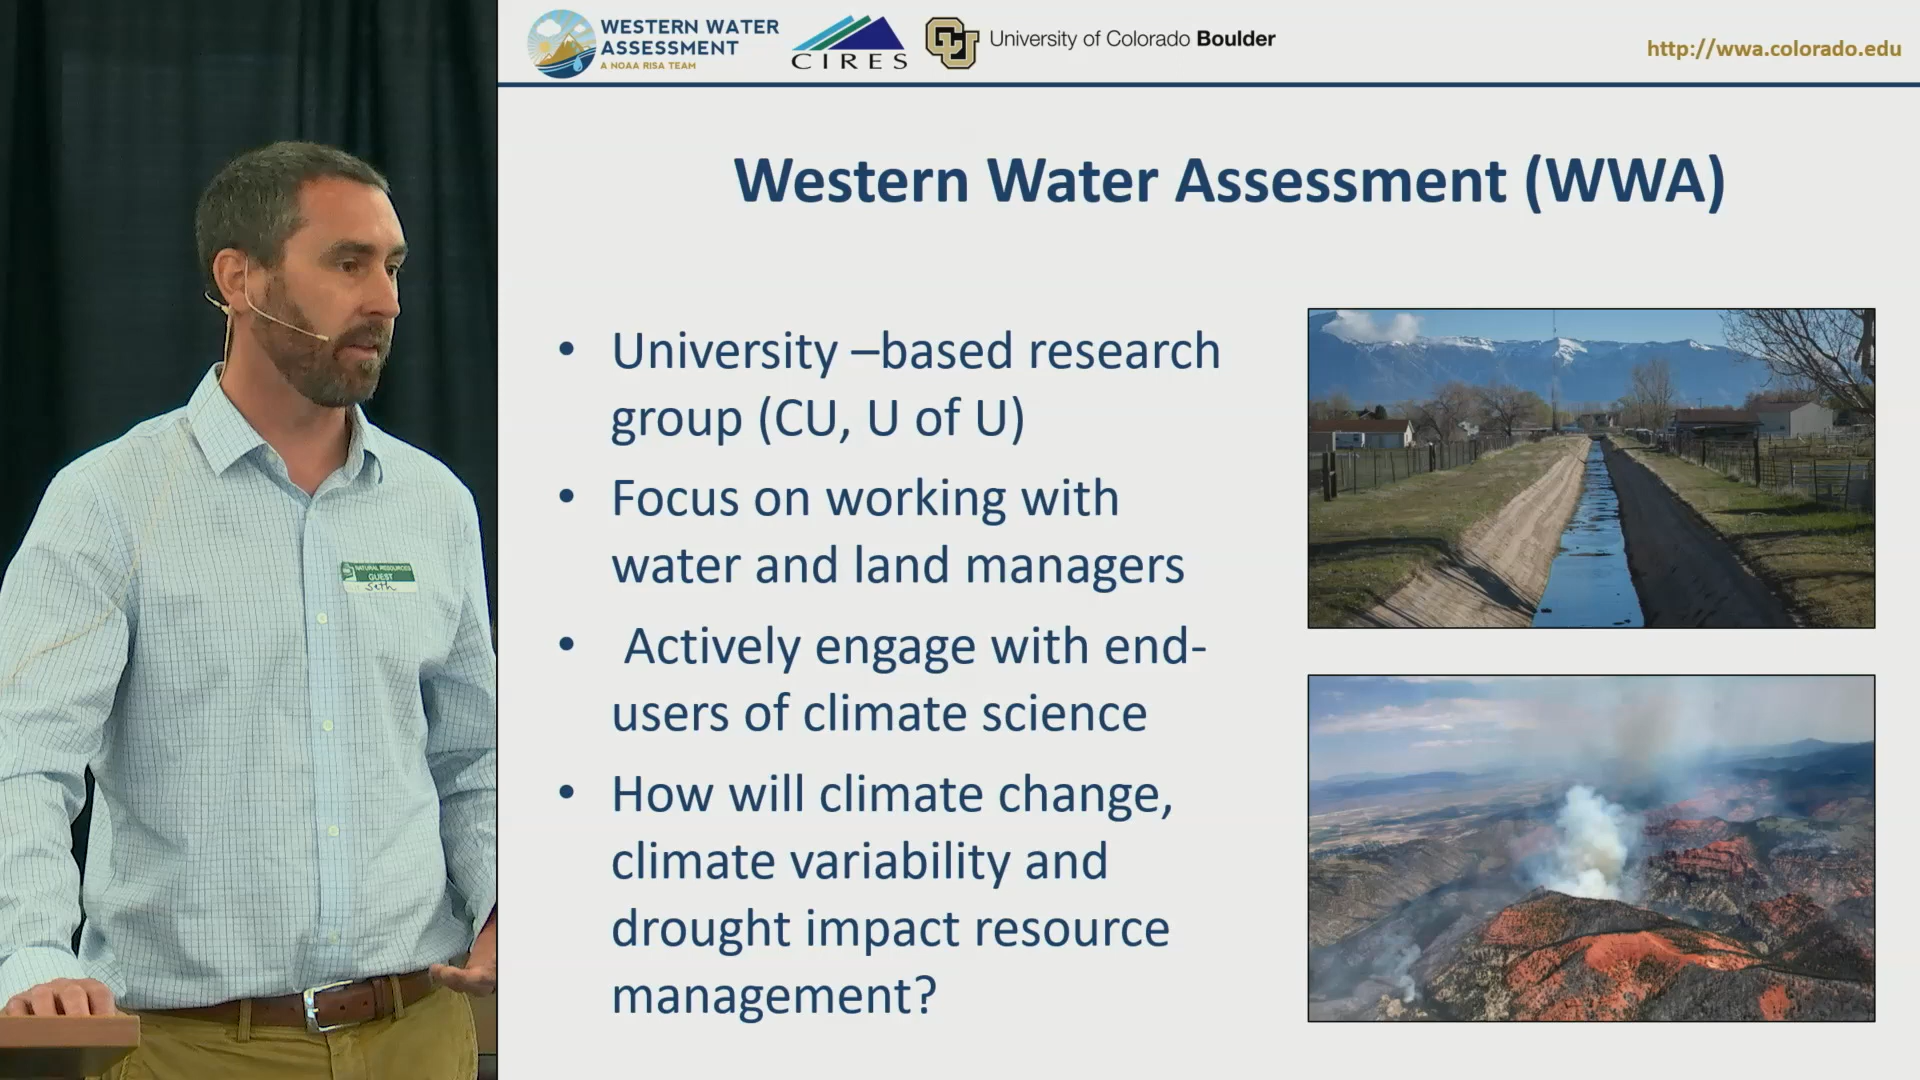 WESTERN WATER
ASSESSMENT
A NOAA RISA TEAM
CIRES
CU
University of Colorado Boulder
http://wwa.colorado.edu
Western Water Assessment (WWA)
• University –based research
group (CU, U of U)
• Focus on working with
water and land managers
• Actively engage with end-
users of climate science
• How will climate change,
climate variability and
drought impact resource
management?
NATURAL RESOURCES
GUEST
Seth